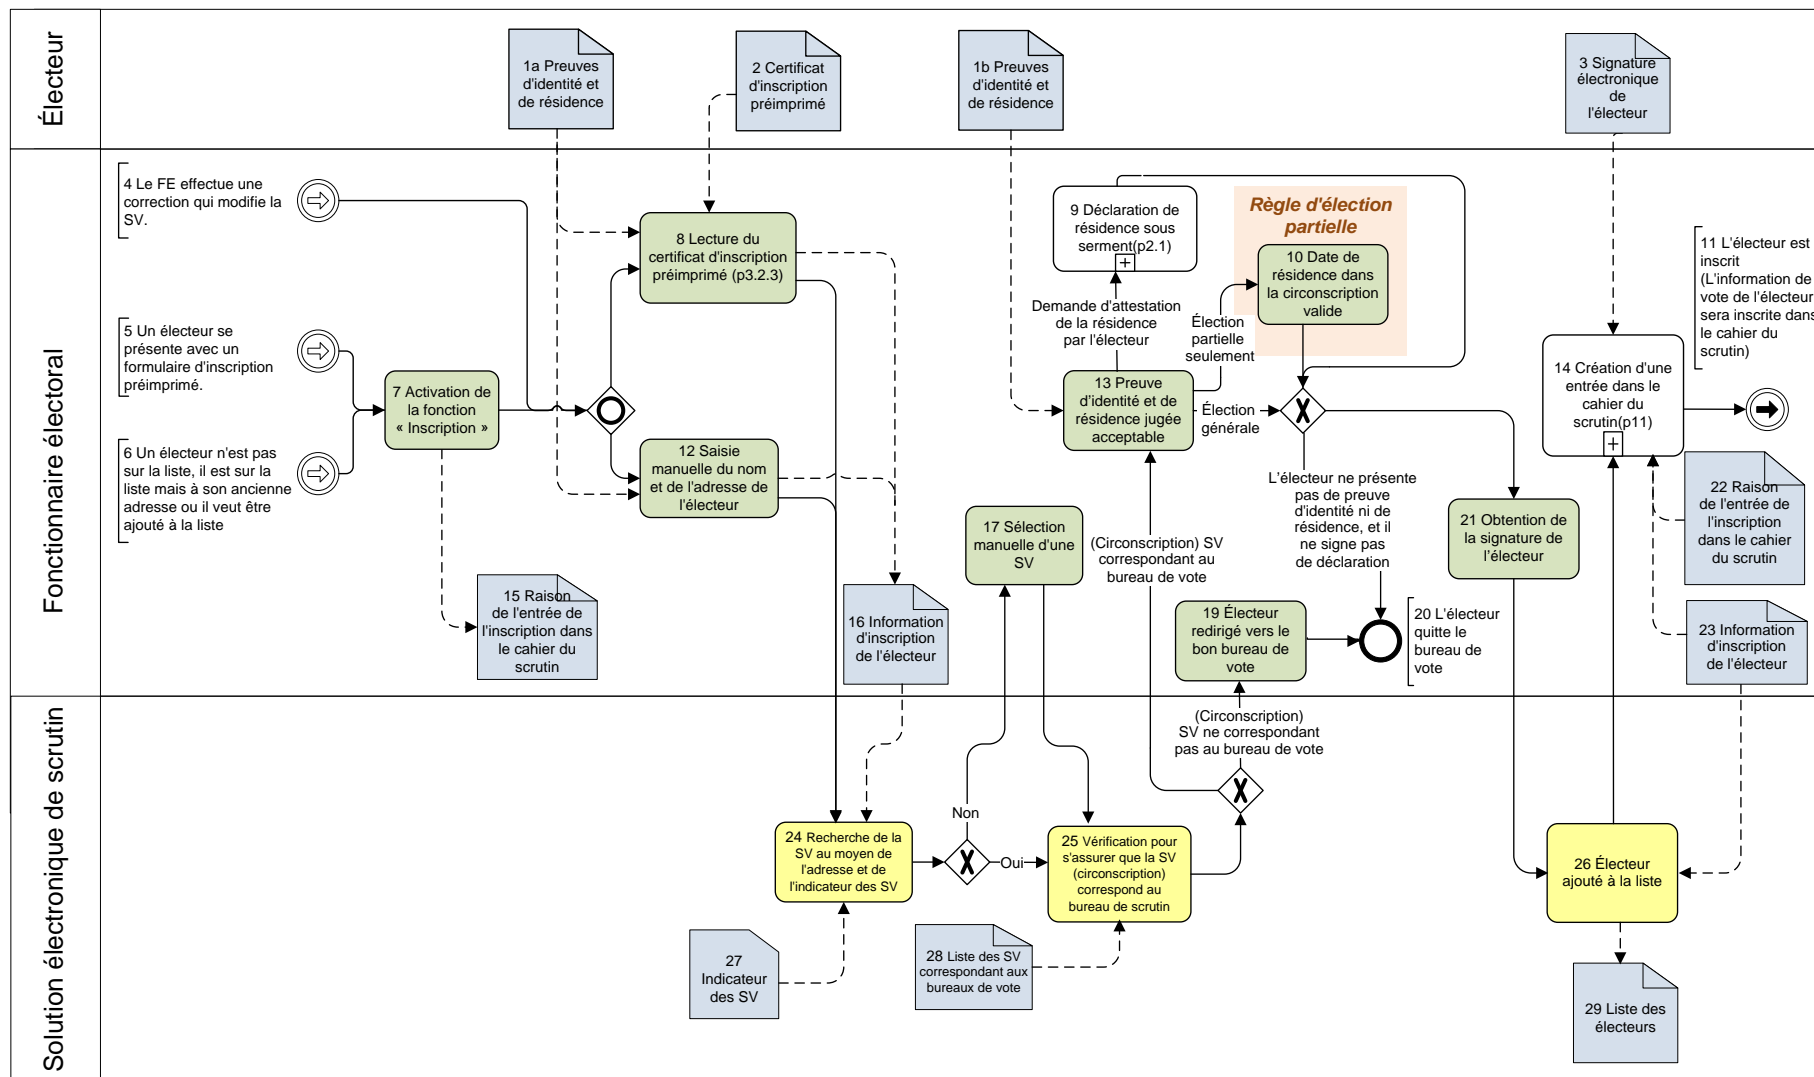 Électeur
1a Preuves
d'identité et
de résidence
2 Certificat
d'inscription
préimprimé
1b Preuves
d'identité et
de résidence
3 Signature
électronique
de
l'électeur
Fonctionnaire électoral
4 Le FE effectue une
correction qui modifie la
SV.
5 Un électeur se
présente avec un
formulaire d'inscription
préimprimé.
6 Un électeur n'est pas
sur la liste, il est sur la
liste mais à son ancienne
adresse ou il veut être
ajouté à la liste
7 Activation de
la fonction
« Inscription »
8 Lecture du
certificat d'inscription
préimprimé (p3.2.3)
12 Saisie
manuelle du nom
et de l'adresse de
l'électeur
15 Raison
de l'entrée de
l'inscription dans
le cahier du
scrutin
16 Information
d'inscription
de l'électeur
9 Déclaration de
résidence sous
serment(p2.1)
Règle d'élection
partielle
10 Date de
résidence dans
la circonscription
valide
Demande d'attestation
de la résidence
par l'électeur
Élection
partielle
seulement
13 Preuve
d'identité et de
résidence jugée
acceptable
Élection
générale
L'électeur ne présente
pas de preuve
d'identité ni de
résidence, et il
ne signe pas
de déclaration
17 Sélection
manuelle d'une
SV
(Circonscription) SV
correspondant au
bureau de vote
19 Électeur
redirigé vers le
bon bureau de
vote
20 L'électeur
quitte le
bureau de
vote
21 Obtention de
la signature de
l'électeur
11 L'électeur est
inscrit
(L'information de
vote de l'électeur
sera inscrite dans
le cahier du
scrutin)
14 Création d'une
entrée dans le
cahier du
scrutin(p11)
22 Raison
de l'entrée de
l'inscription
dans le cahier
du scrutin
23 Information
d'inscription
de l'électeur
Solution électronique de scrutin
(Circonscription)
SV ne correspondant
pas au bureau de vote
24 Recherche de la
SV au moyen de
l'adresse et de
l'indicateur des SV
Non
Oui
25 Vérification pour
s'assurer que la SV
(circonscription)
correspond au
bureau de scrutin
26 Électeur
ajouté à la liste
27
Indicateur
des SV
28 Liste des SV
correspondant aux
bureaux de vote
29 Liste des
électeurs